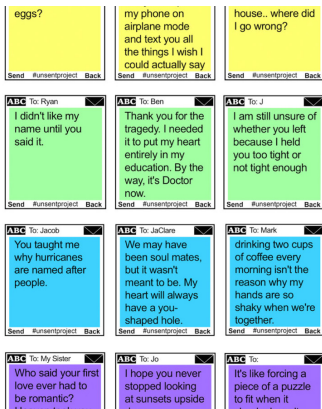 eggs?
Send #unsentproject Back
my phone on
airplane mode
and text you all
the things I wish I
could actually say
Send #unsentproject Back
house.. where did
I go wrong?
Send #unsentproject Back
ABC To: Ryan
I didn't like my
name until you
said it.
Send #unsentproject Back
ABC To: Ben
Thank you for the
tragedy. I needed
it to put my heart
entirely in my
education. By the
way, it's Doctor
now.
Send #unsentproject Back
ABC To: J
I am still unsure of
whether you left
because I held
you too tight or
not tight enough
Send #unsentproject Back
ABC To: Jacob
You taught me
why hurricanes
are named after
people.
Send #unsentproject Back
ABC To: JaClare
We may have
been soul mates,
but it wasn't
meant to be. My
heart will always
have a you-
shaped hole.
Send #unsentproject Back
ABC To: Mark
drinking two cups
of coffee every
morning isn't the
reason why my
hands are so
shaky when we're
together.
Send #unsentproject Back
ABC To: My Sister
Who said your first
love ever had to
be romantic?
ABC To: Jo
I hope you never
stopped looking
at sunsets upside
ABC To:
It's like forcing a
piece of a puzzle
to fit when it